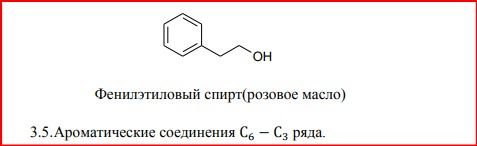 OH
Фенилэтиловый спирт(розовое масло)
3.5.Ароматические соединения C₆ − C₃ ряда.